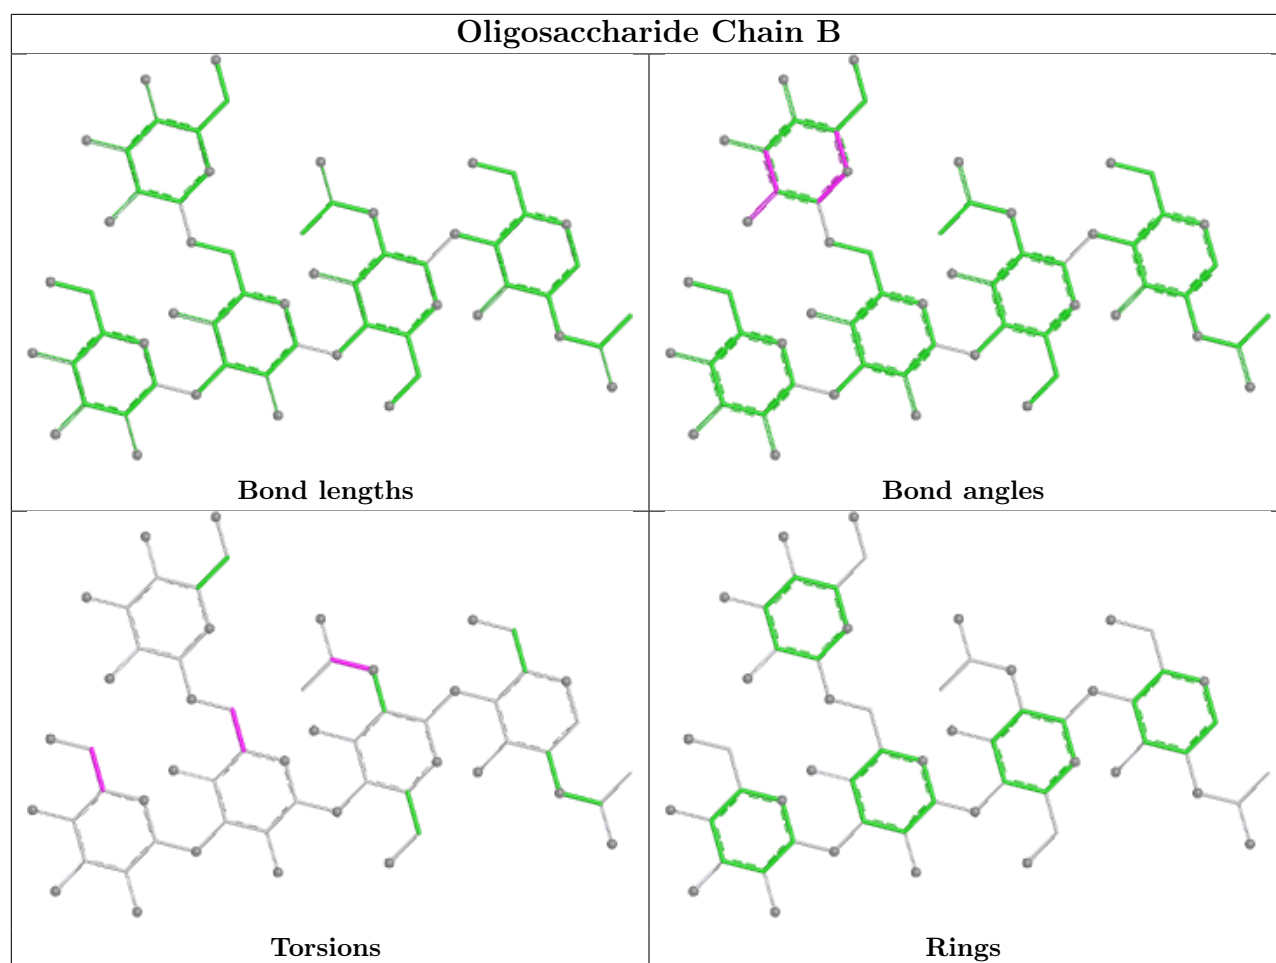 Oligosaccharide Chain B
Bond lengths
Bond angles
Torsions
Rings